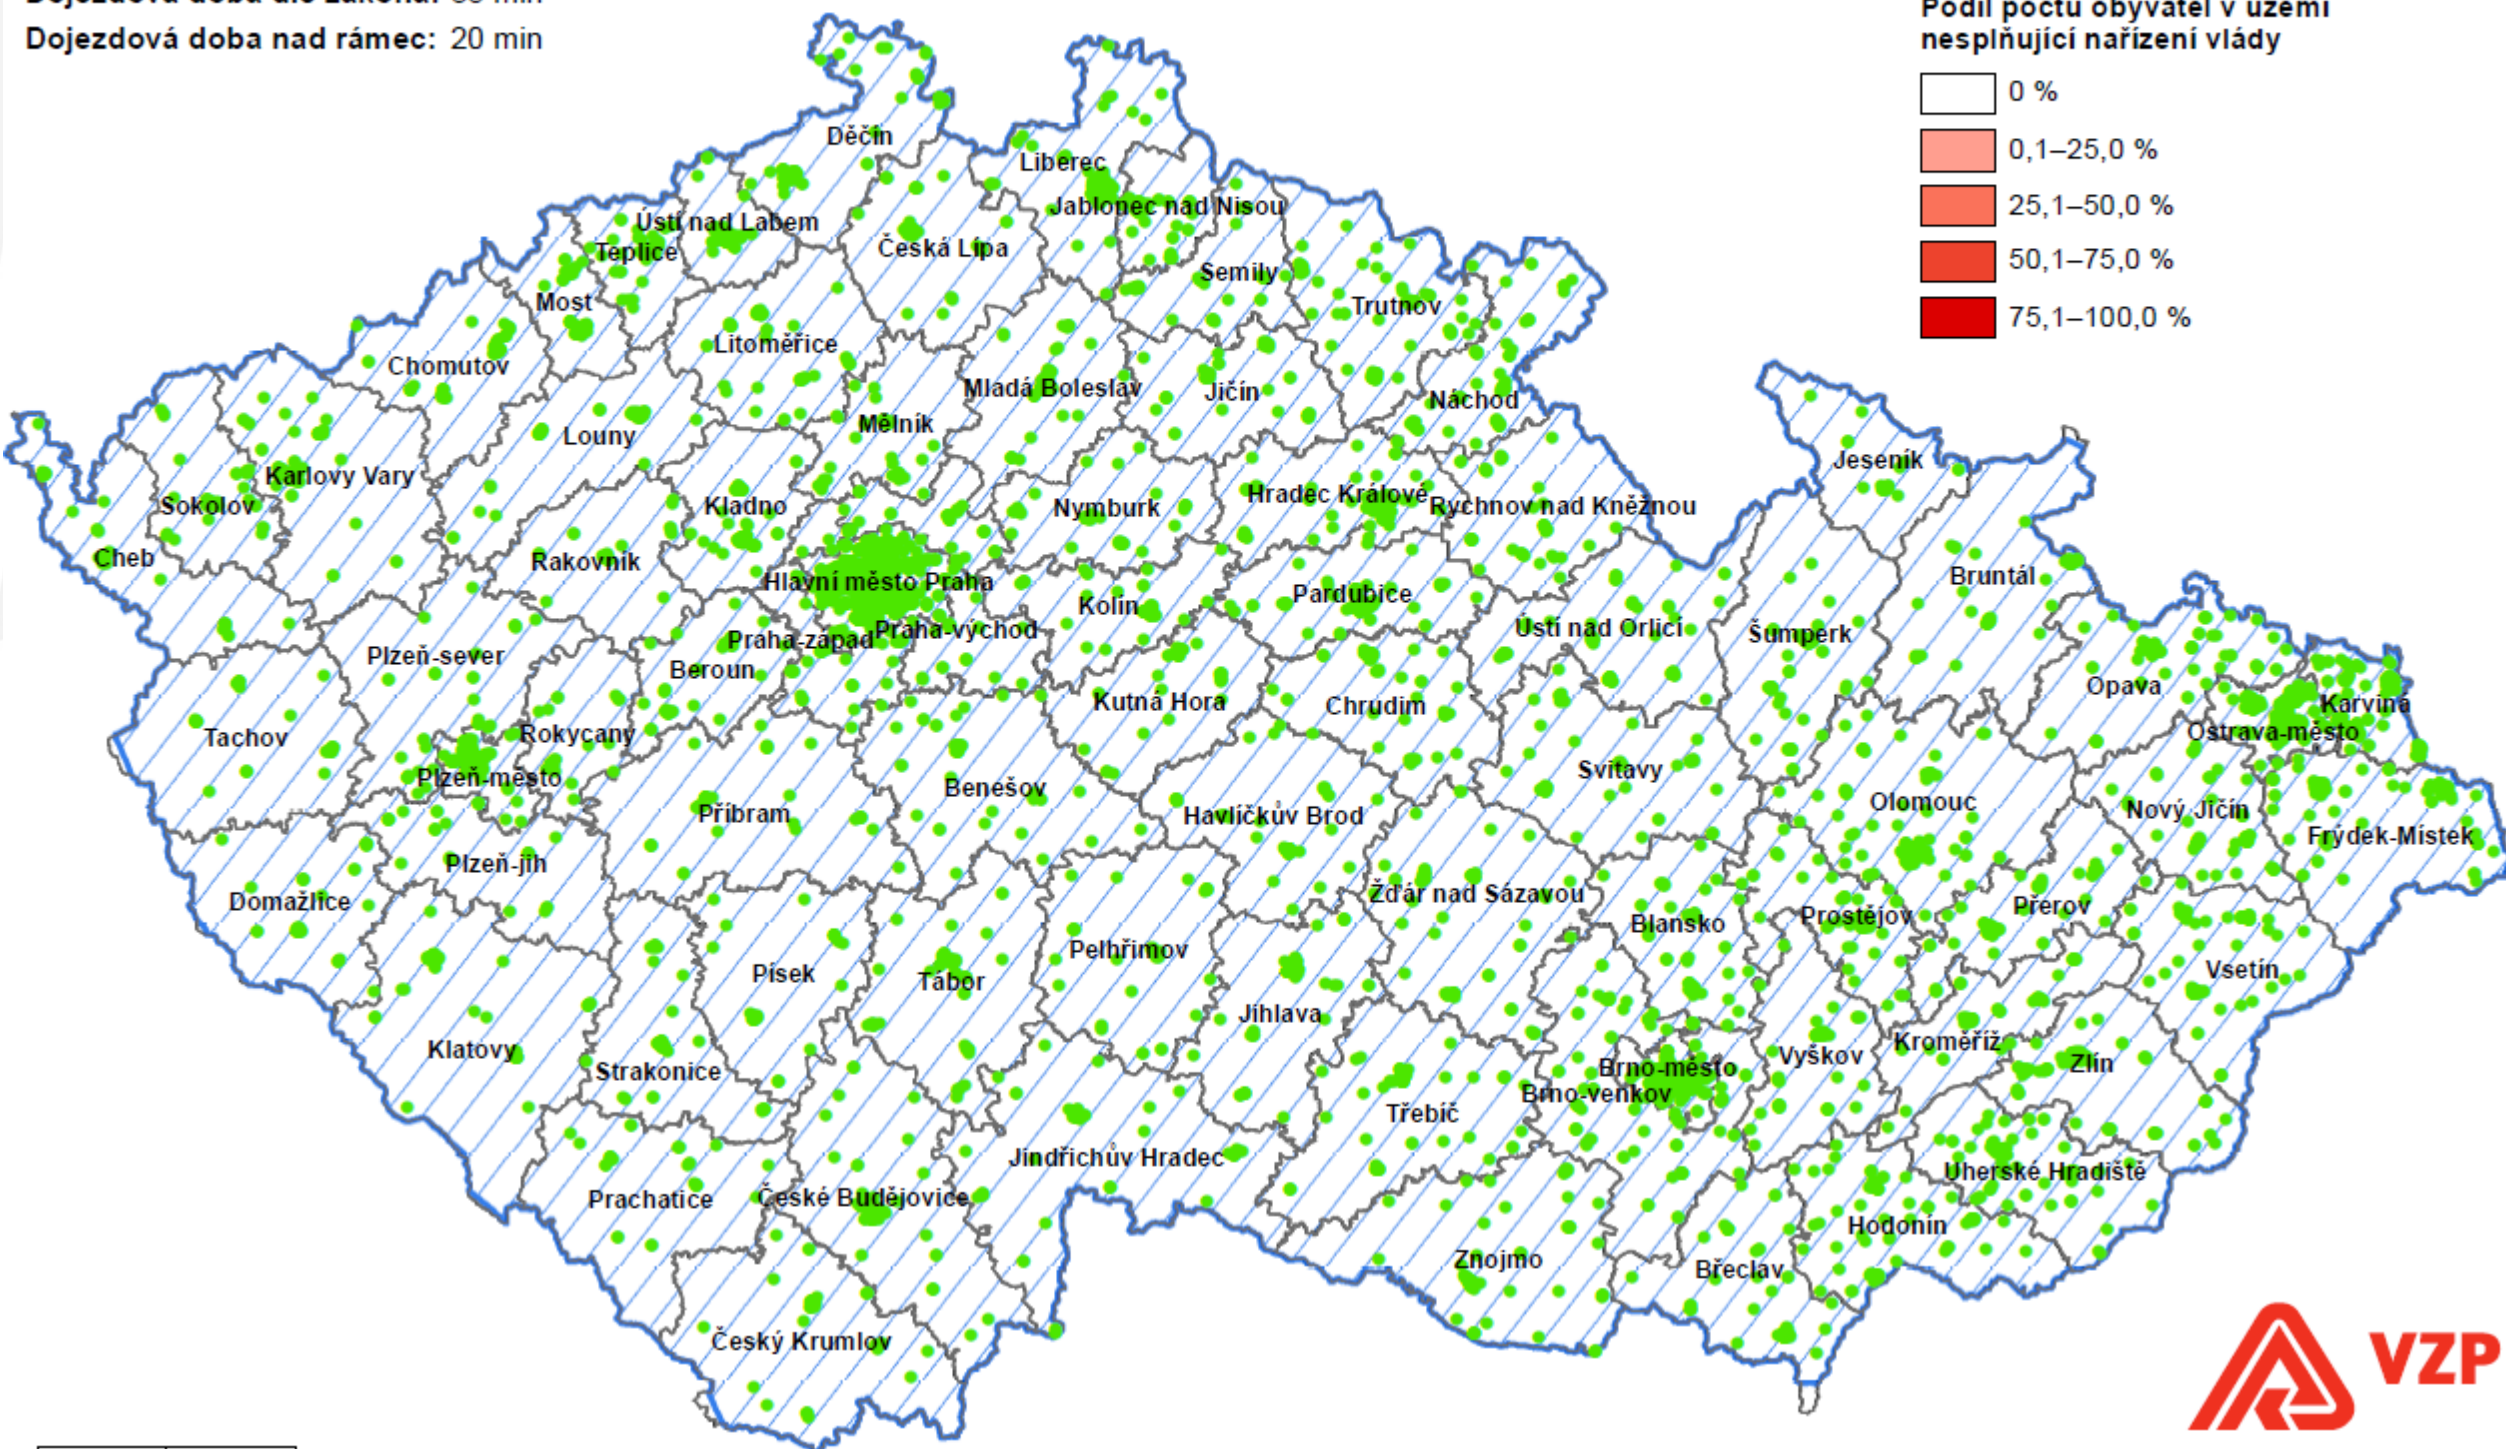 Dojezdová doba dle zákona: 35 min
Dojezdová doba nad rámec: 20 min
Podíl počtu obyvatel v území
nesplňující nařízení vlády
0 %
0,1–25,0 %
25,1–50,0 %
50,1–75,0 %
75,1–100,0 %
Děčín
Liberec
Jablonec nad Nisou
Ústí nad Labem
Teplice
Česká Lípa
Semily
Most
Trutnov
Litoměřice
Chomutov
Mladá Boleslav
Jičín
Náchod
Mělník
Louny
Jeseník
Karlovy Vary
Sokolov
Kladno
Nymburk
Hradec Králové
Rychnov nad Kněžnou
Cheb
Rakovník
Hlavní město Praha
Bruntál
Pardubice
Kolín
Praha-západ
Praha-východ
Ústí nad Orlicí
Šumperk
Plzeň-sever
Beroun
Opava
Kutná Hora
Chrudim
Karviná
Tachov
Rokycany
Ostrava-město
Plzeň-město
Svitavy
Benešov
Olomouc
Nový Jičín
Příbram
Havlíčkův Brod
Frýdek-Místek
Plzeň-jih
Domažlice
Žďár nad Sázavou
Přerov
Prostějov
Blansko
Pelhřimov
Písek
Tábor
Vsetín
Jihlava
Klatovy
Kroměříž
Vyškov
Zlín
Strakonice
Brno-město
Brno-venkov
Třebíč
Jindřichův Hradec
Uherské Hradiště
Prachatice
České Budějovice
Hodonín
Znojmo
Břeclav
Český Krumlov
VZP